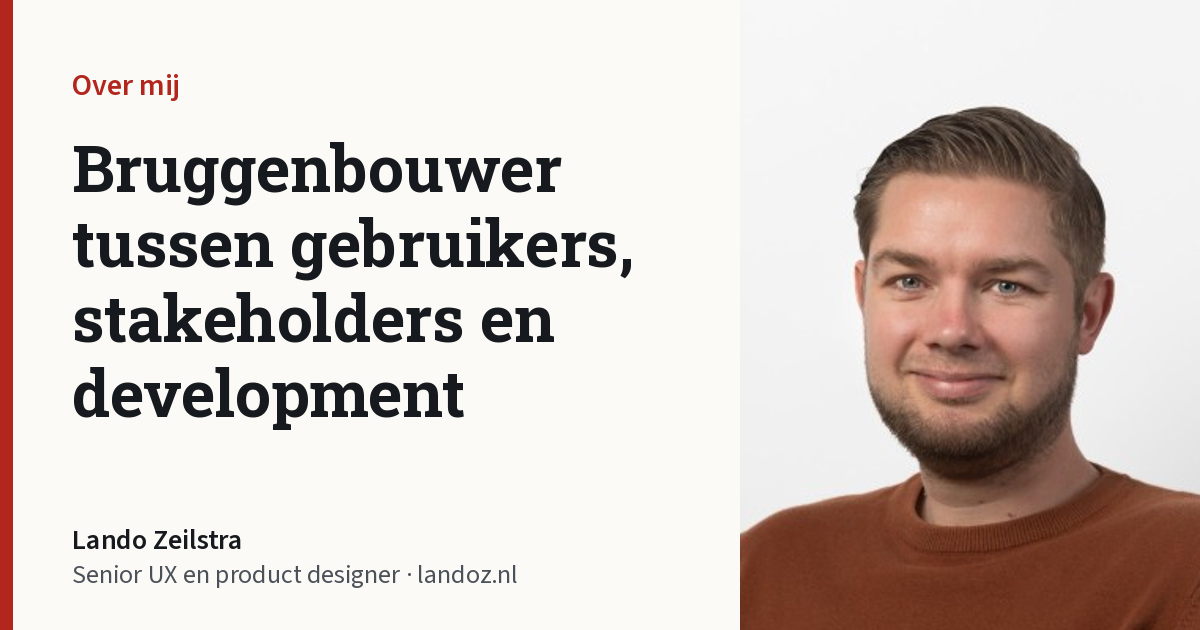 Over mij
Bruggenbouwer
tussen gebruikers,
stakeholders en
development
Lando Zeilstra
Senior UX en product designer · landoz.nl